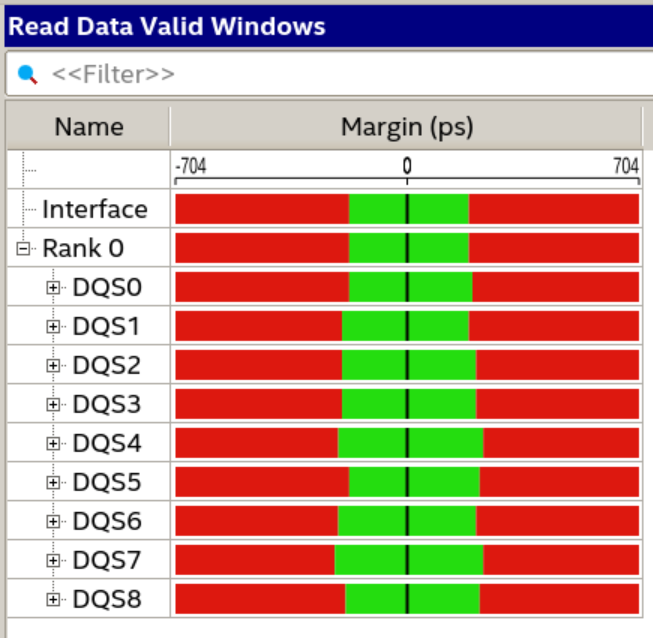 Read Data Valid Windows
<<Filter>>
Name Margin (ps)
-704 0 704
Interface
Rank 0
DQS0
DQS1
DQS2
DQS3
DQS4
DQS5
DQS6
DQS7
DQS8